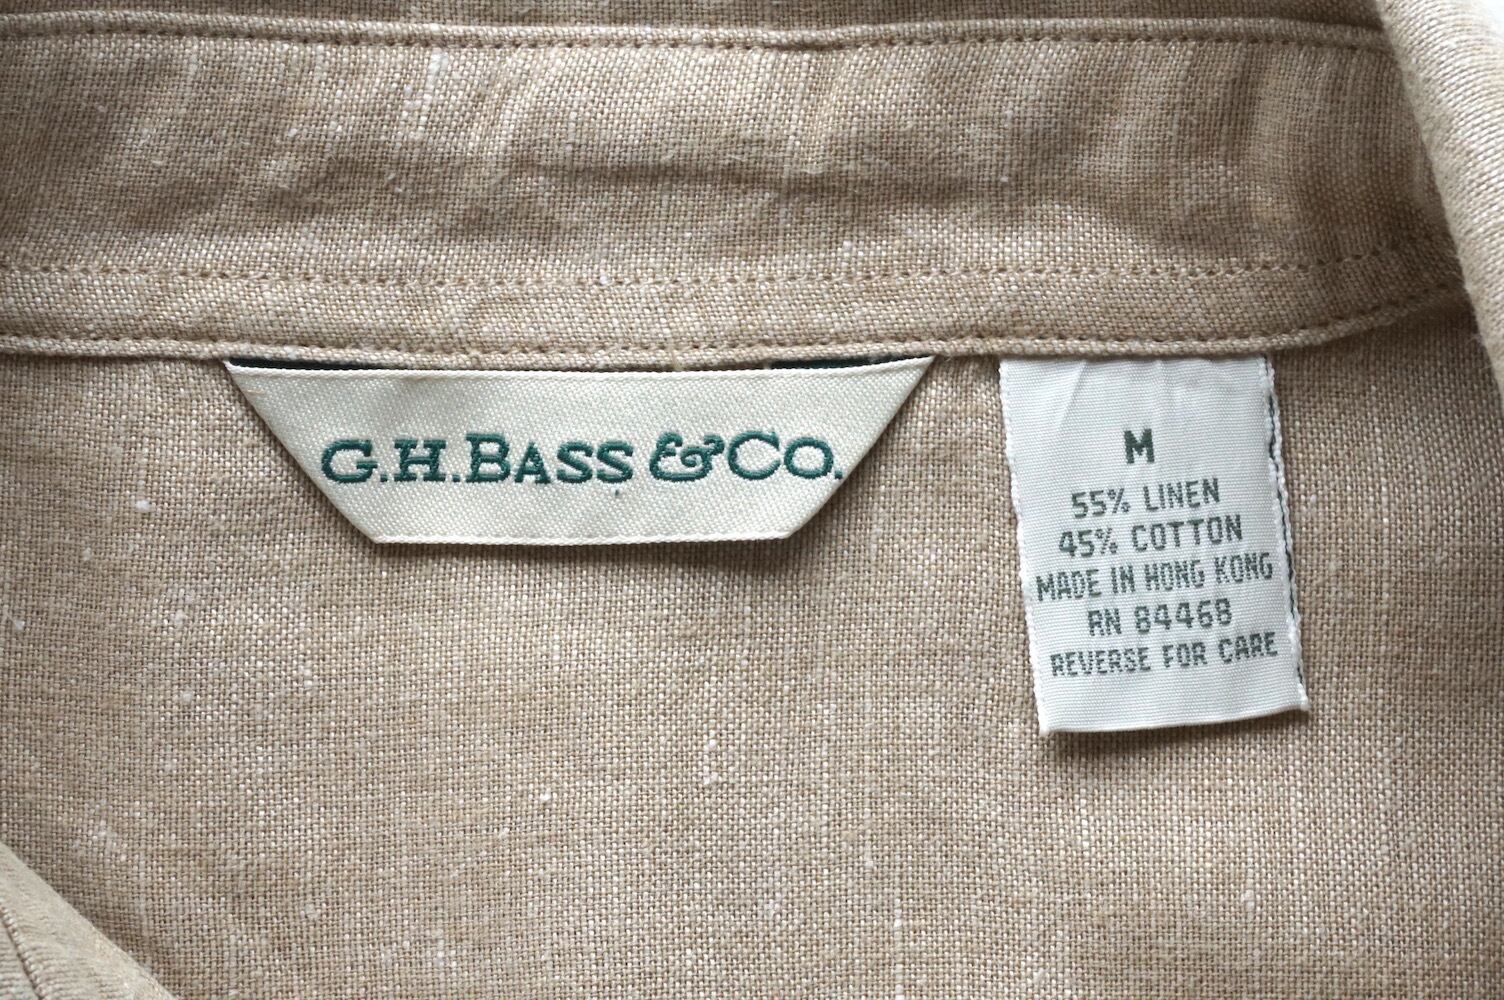 G.H.BASS & CO.
M
55% LINEN
45% COTTON
MADE IN HONG KONG
RN 84468
REVERSE FOR CARE